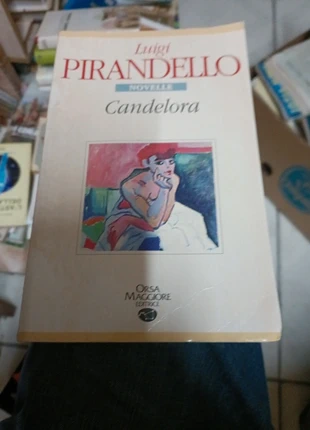 Luigi
PIRANDELLO
NOVELLE
Candelora
ORSA
MAGGIORE
EDITRICE